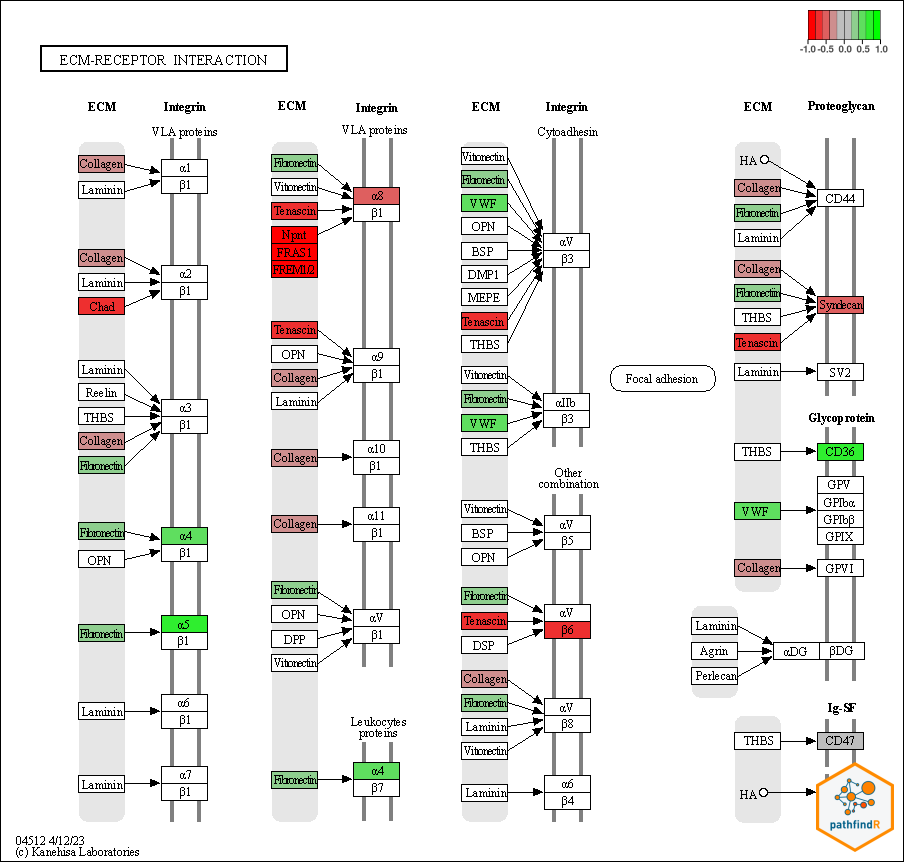 -1.0 -0.5 0.0 0.5 1.0
ECM-RECEPTOR INTERACTION
ECM
Integrin
VLA proteins
Collagen
Laminin
α1
β1
Collagen
Laminin
Chad
α2
β1
Laminin
Reelin
THBS
Collagen
Fibronectin
α3
β1
Fibronectin
OPN
α4
β1
Fibronectin
α5
β1
Laminin
α6
β1
Laminin
α7
β1
ECM
Integrin
VLA proteins
Fibronectin
Vitronectin
Tenascin
Npnt
FRAS1
FREM1/2
α8
β1
Tenascin
OPN
Collagen
Laminin
α9
β1
Collagen
α10
β1
Collagen
α11
β1
Fibronectin
OPN
DPP
Vitronectin
αV
β1
Leukocytes
proteins
Fibronectin
α4
β7
ECM
Integrin
Cytoadhesin
Vitronectin
Fibronectin
VWF
OPN
BSP
DMP1
MEPE
Tenascin
THBS
αV
β3
Vitronectin
Fibronectin
VWF
THBS
αIIb
β3
Other
combination
Vitronectin
BSP
OPN
αV
β5
Fibronectin
Tenascin
DSP
αV
β6
Collagen
Fibronectin
Laminin
Vitronectin
αV
β8
Laminin
α6
β4
Focal adhesion
ECM
Proteoglycan
HA
Collagen
Fibronectin
Laminin
CD44
Collagen
Fibronectin
THBS
Tenascin
Syndecan
Laminin
SV2
Glycoprotein
THBS
CD36
VWF
GPV
GPIbα
GPIbβ
GPIX
Collagen
GPVI
Laminin
Agrin
Perlecan
αDG
βDG
Ig-SF
THBS
CD47
HA
pathfindR
04512 4/12/23
(c) Kanehisa Laboratories